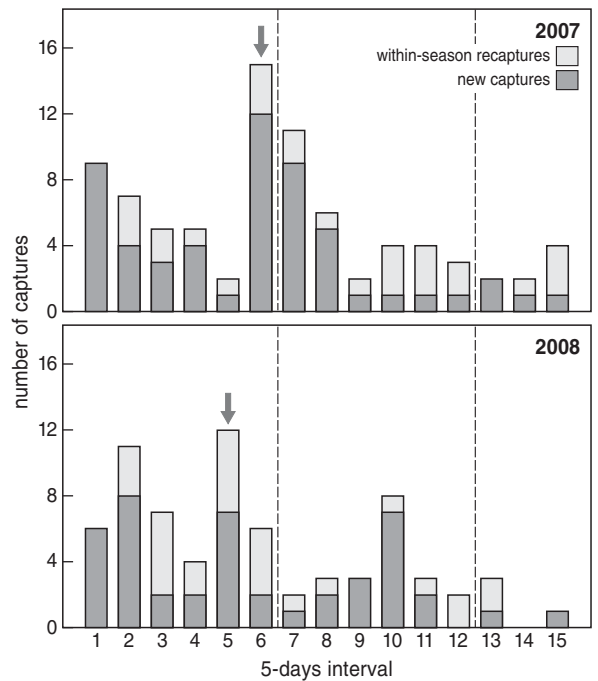 2007
within-season recaptures
new captures
16
12
8
4
0
number of captures
2008
16
12
8
4
0
1 2 3 4 5 6 7 8 9 10 11 12 13 14 15
5-days interval